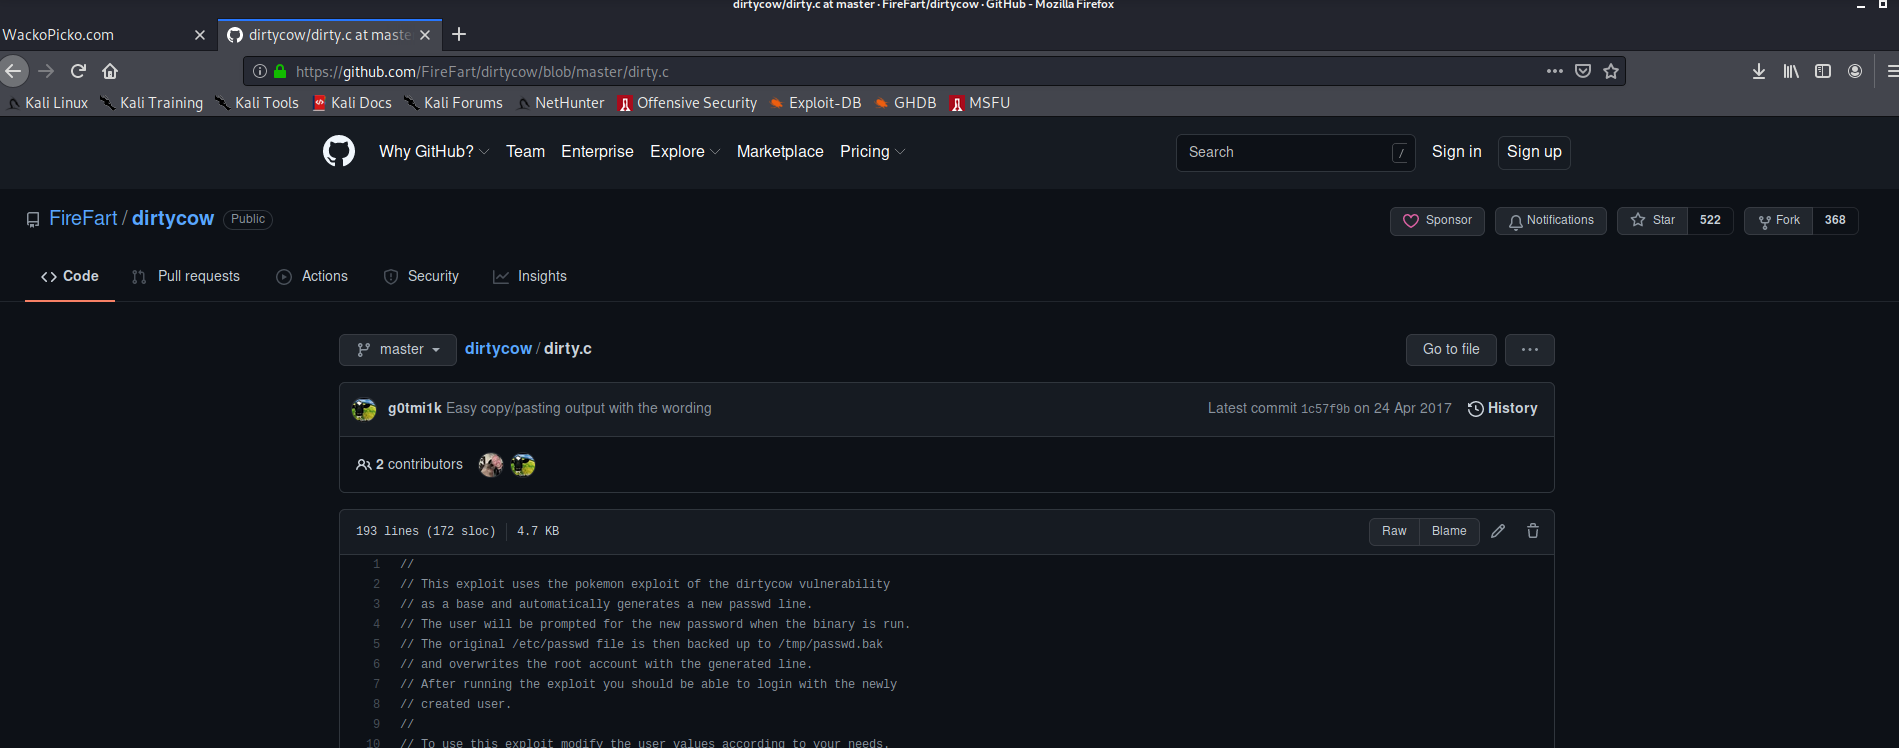 dirtycow/dirty.c at master · FireFart/dirtycow · GitHub - Mozilla Firefox
WackoPicko.com dirtycow/dirty.c at maste
https://github.com/FireFart/dirtycow/blob/master/dirty.c
Kali Linux Kali Training Kali Tools Kali Docs Kali Forums NetHunter Offensive Security Exploit-DB GHDB MSFU
Why GitHub? Team Enterprise Explore Marketplace Pricing Search / Sign in Sign up
FireFart / dirtycow Public Sponsor Notifications Star 522 Fork 368
Code Pull requests Actions Security Insights
master dirtycow / dirty.c Go to file
g0tmi1k Easy copy/pasting output with the wording Latest commit 1c57f9b on 24 Apr 2017 History
2 contributors
193 lines (172 sloc) 4.7 KB Raw Blame
1 //
2 // This exploit uses the pokemon exploit of the dirtycow vulnerability
3 // as a base and automatically generates a new passwd line.
4 // The user will be prompted for the new password when the binary is run.
5 // The original /etc/passwd file is then backed up to /tmp/passwd.bak
6 // and overwrites the root account with the generated line.
7 // After running the exploit you should be able to login with the newly
8 // created user.
9 //
10 // To use this exploit modify the user values according to your needs.